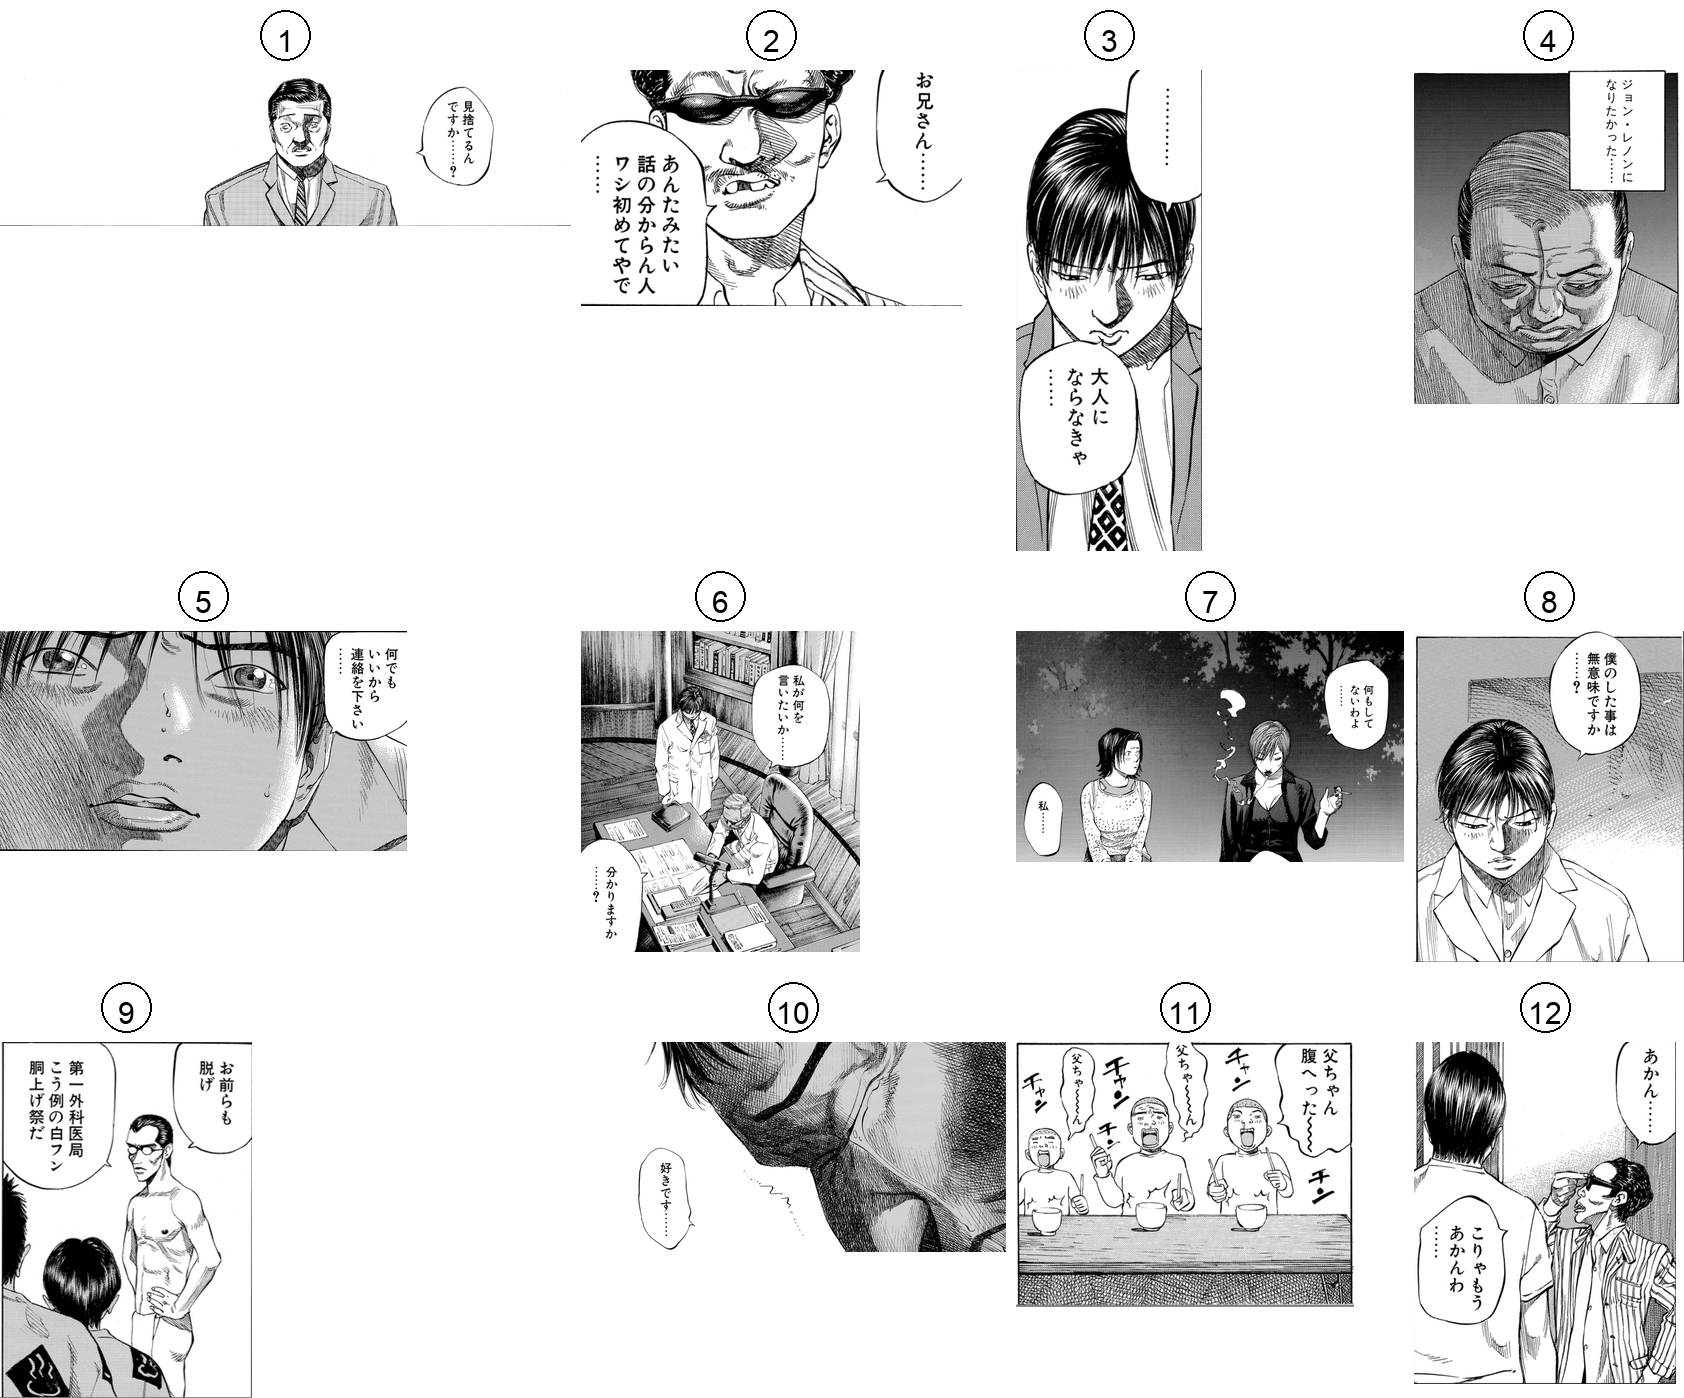 1
見捨てるん
ですか……？
2
お兄さん……
あんたみたい
話の分からん人
ワシ初めてやで
……
3
…………
大人に
ならなきゃ
……
4
ジョン・レノンに
なりたかった……
5
何でも
いいから
連絡を下さい
……
6
私が何を
言いたいか……
分かりますか
……？
7
何もして
ないわよ
……
私……
8
僕のした事は
無意味ですか
……？
9
お前らも
脱げ
第一外科医局
こう例の白フン
胴上げ祭だ
10
好きです……
11
父ちゃん
腹へった〜〜
父ちゃ〜〜〜ん
父ちゃ〜〜〜ん
チャン
チャン
チャン
チン
チン
12
あかん……
こりゃもう
あかんわ
……